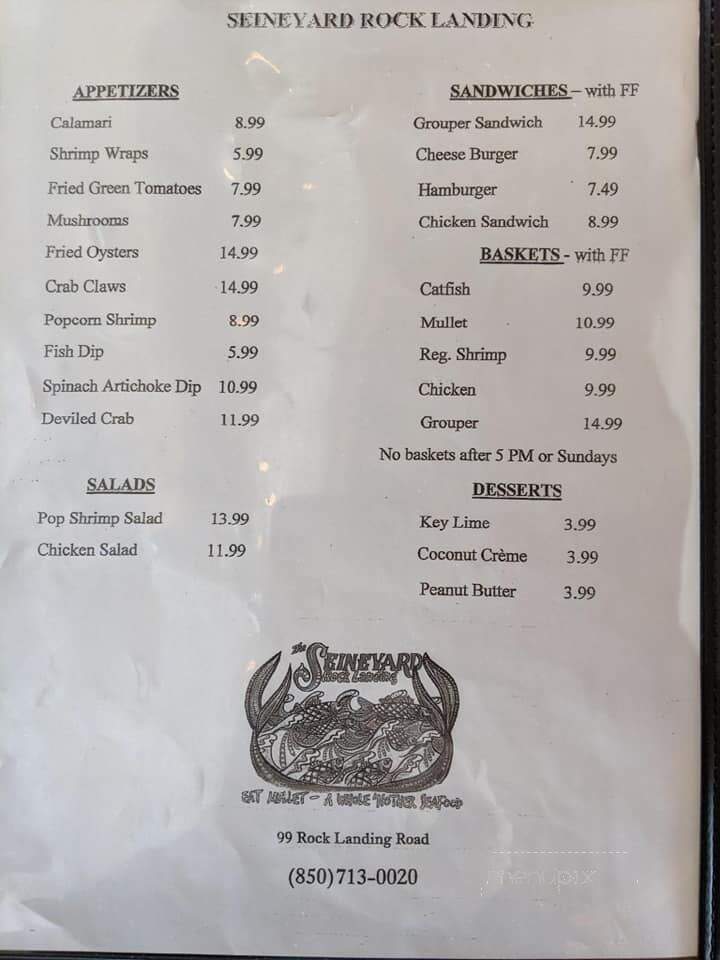 SEINEYARD ROCK LANDING
APPETIZERS
Calamari 8.99
Shrimp Wraps 5.99
Fried Green Tomatoes 7.99
Mushrooms 7.99
Fried Oysters 14.99
Crab Claws 14.99
Popcorn Shrimp 8.99
Fish Dip 5.99
Spinach Artichoke Dip 10.99
Deviled Crab 11.99
SALADS
Pop Shrimp Salad 13.99
Chicken Salad 11.99
SANDWICHES – with FF
Grouper Sandwich 14.99
Cheese Burger 7.99
Hamburger 7.49
Chicken Sandwich 8.99
BASKETS - with FF
Catfish 9.99
Mullet 10.99
Reg. Shrimp 9.99
Chicken 9.99
Grouper 14.99
No baskets after 5 PM or Sundays
DESSERTS
Key Lime 3.99
Coconut Crème 3.99
Peanut Butter 3.99
The SEINEYARD
ROCK LANDING
EAT MULLET – A WHOLE 'NOTHER SEAFOOD
99 Rock Landing Road
(850)713-0020
menupix